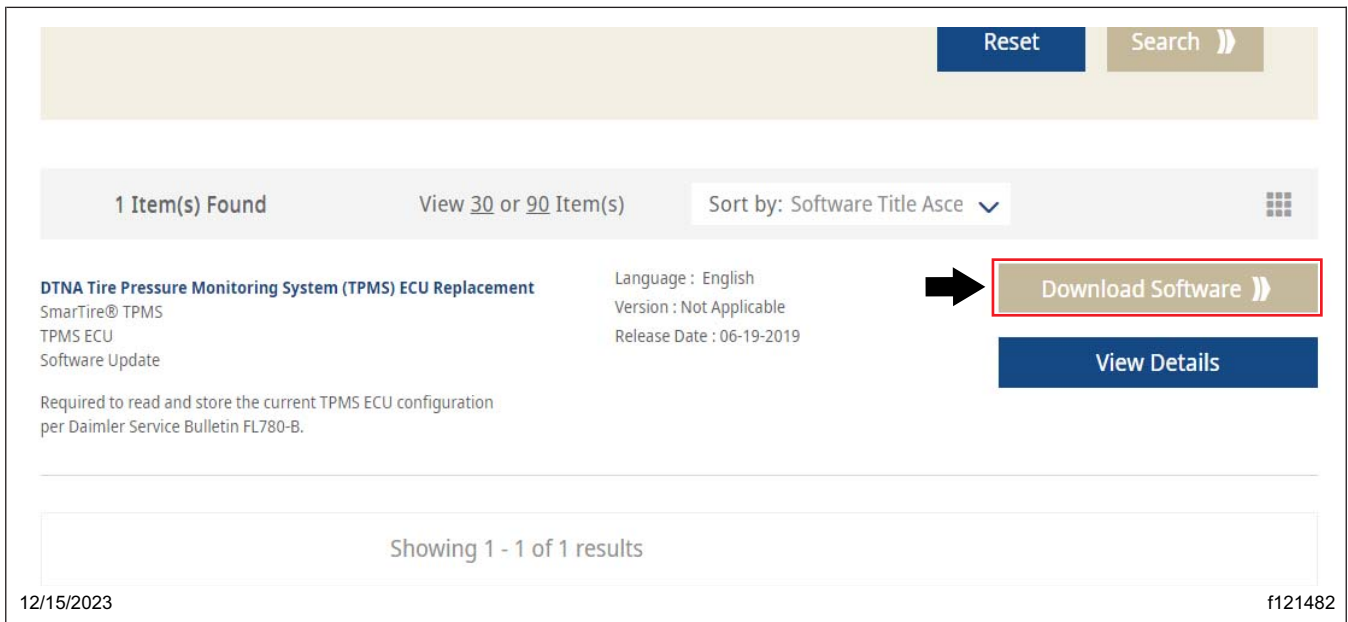 Reset Search
1 Item(s) Found View 30 or 90 Item(s) Sort by: Software Title Asce
DTNA Tire Pressure Monitoring System (TPMS) ECU Replacement
SmarTire® TPMS
TPMS ECU
Software Update
Required to read and store the current TPMS ECU configuration
per Daimler Service Bulletin FL780-B.
Language : English
Version : Not Applicable
Release Date : 06-19-2019
Download Software
View Details
Showing 1 - 1 of 1 results
12/15/2023 f121482